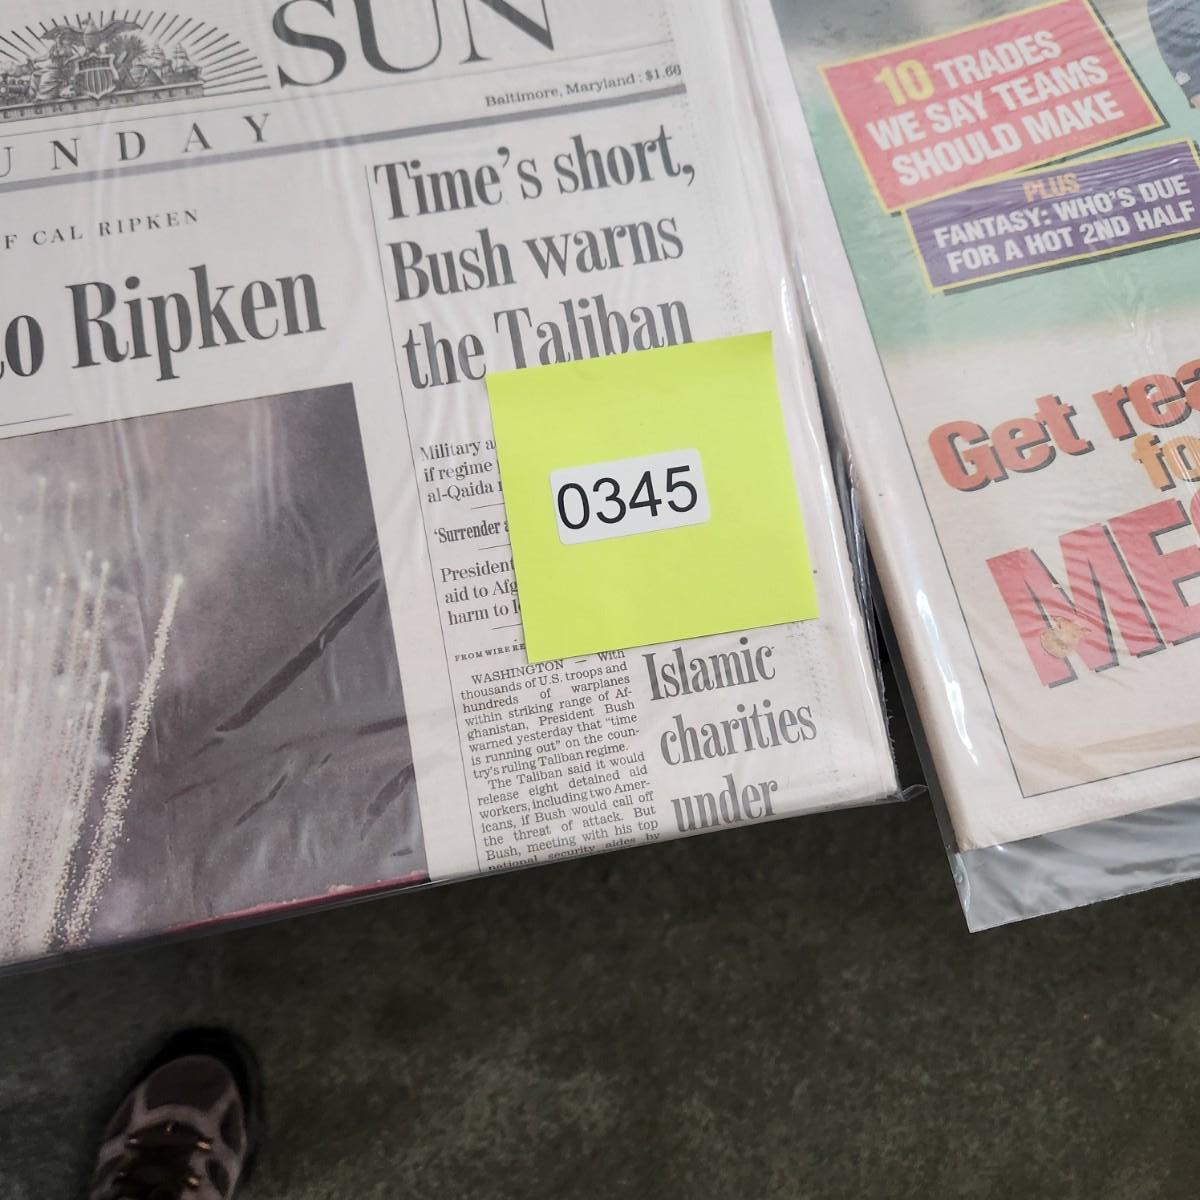 SUN
Baltimore, Maryland : $1.66
UNDAY
F CAL RIPKEN
to Ripken
Time's short,
Bush warns
the Taliban
Military a
if regime
al-Qaida
'Surrender
President
aid to Afg
harm to
FROM WIRE RE
WASHINGTON — With
thousands of U.S. troops and
hundreds of warplanes
within striking range of Af-
ghanistan, President Bush
warned yesterday that "time
is running out" on the coun-
try's ruling Taliban regime.
The Taliban said it would
release eight detained aid
workers, including two Amer-
icans, if Bush would call off
the threat of attack. But
Bush, meeting with his top
national security aides by
0345
Islamic
charities
under
10 TRADES
WE SAY TEAMS
SHOULD MAKE
PLUS
FANTASY: WHO'S DUE
FOR A HOT 2ND HALF
Get rea
fo
ME